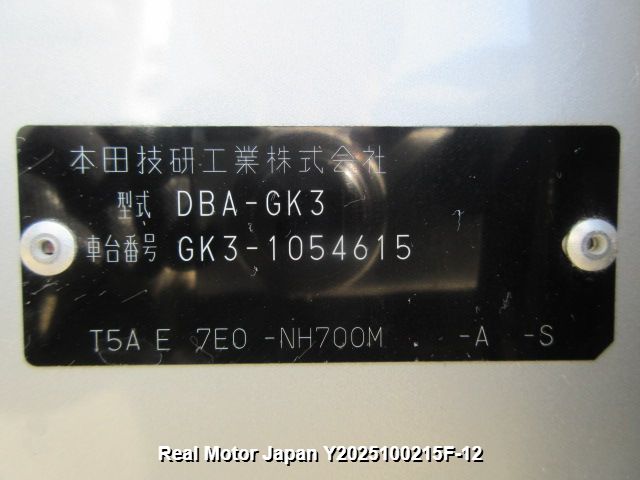 本田技研工業株式会社
型式 DBA-GK3
車台番号 GK3-1054615
T5A E 7E0 -NH700M -A -S
Real Motor Japan Y2025100215F-12